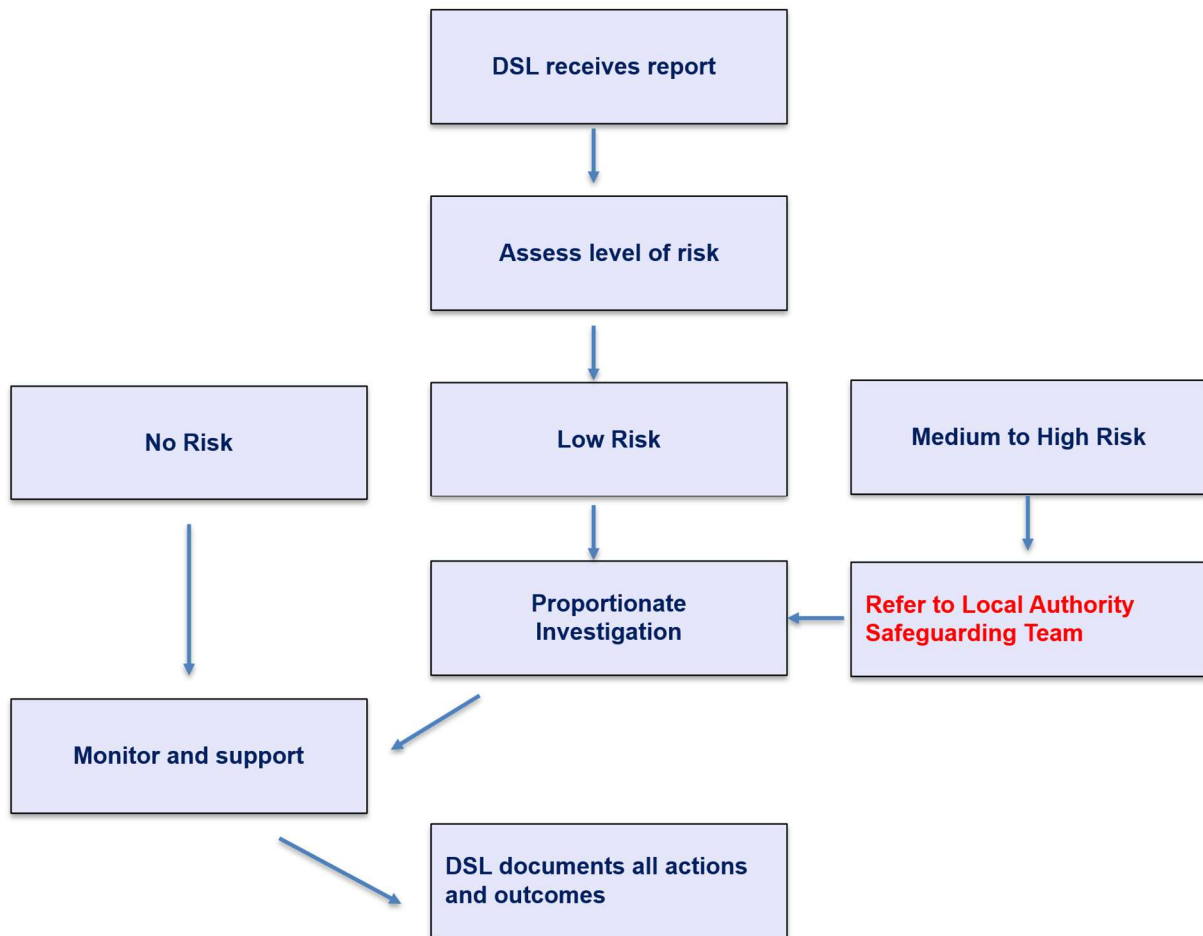 DSL receives report
Assess level of risk
No Risk
Low Risk
Medium to High Risk
Proportionate
Investigation
Refer to Local Authority
Safeguarding Team
Monitor and support
DSL documents all actions
and outcomes